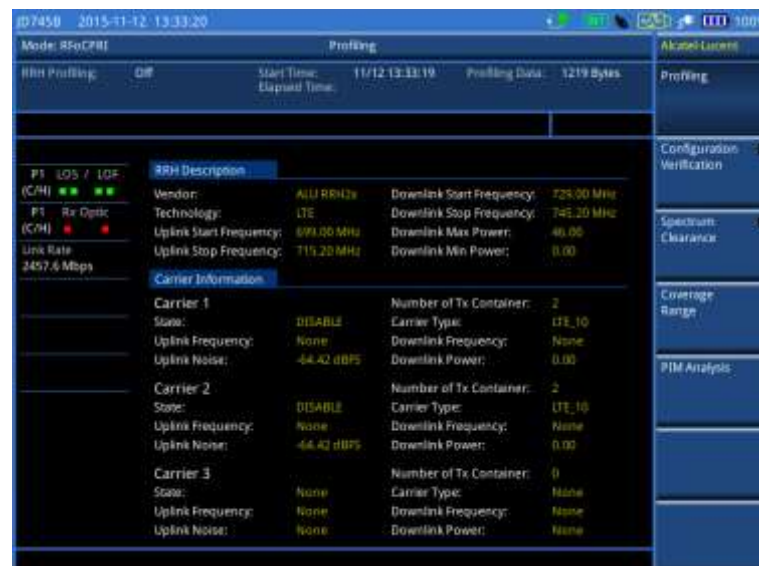 JD745B 2015-11-12 13:33:20 INT 100%
Mode: RFoCPRI Profiling Alcatel-Lucent
RRH Profiling: Off Start Time: 11/12 13:33:19 Profiling Data: 1219 Bytes
Elapsed Time:
Profiling
Configuration
Verification
Spectrum
Clearance
Coverage
Range
PIM Analysis
P1 LOS / LOF
(C/H)
P1 Rx Optic
(C/H)
Link Rate
2457.6 Mbps
RRH Description
Vendor: ALU RRH2x Downlink Start Frequency: 729.00 MHz
Technology: LTE Downlink Stop Frequency: 745.20 MHz
Uplink Start Frequency: 699.00 MHz Downlink Max Power: 46.00
Uplink Stop Frequency: 715.20 MHz Downlink Min Power: 0.00
Carrier Information
Carrier 1 Number of Tx Container: 2
State: DISABLE Carrier Type: LTE_10
Uplink Frequency: None Downlink Frequency: None
Uplink Noise: -64.42 dBFS Downlink Power: 0.00
Carrier 2 Number of Tx Container: 2
State: DISABLE Carrier Type: LTE_10
Uplink Frequency: None Downlink Frequency: None
Uplink Noise: -64.42 dBFS Downlink Power: 0.00
Carrier 3 Number of Tx Container: 0
State: None Carrier Type: None
Uplink Frequency: None Downlink Frequency: None
Uplink Noise: None Downlink Power: None